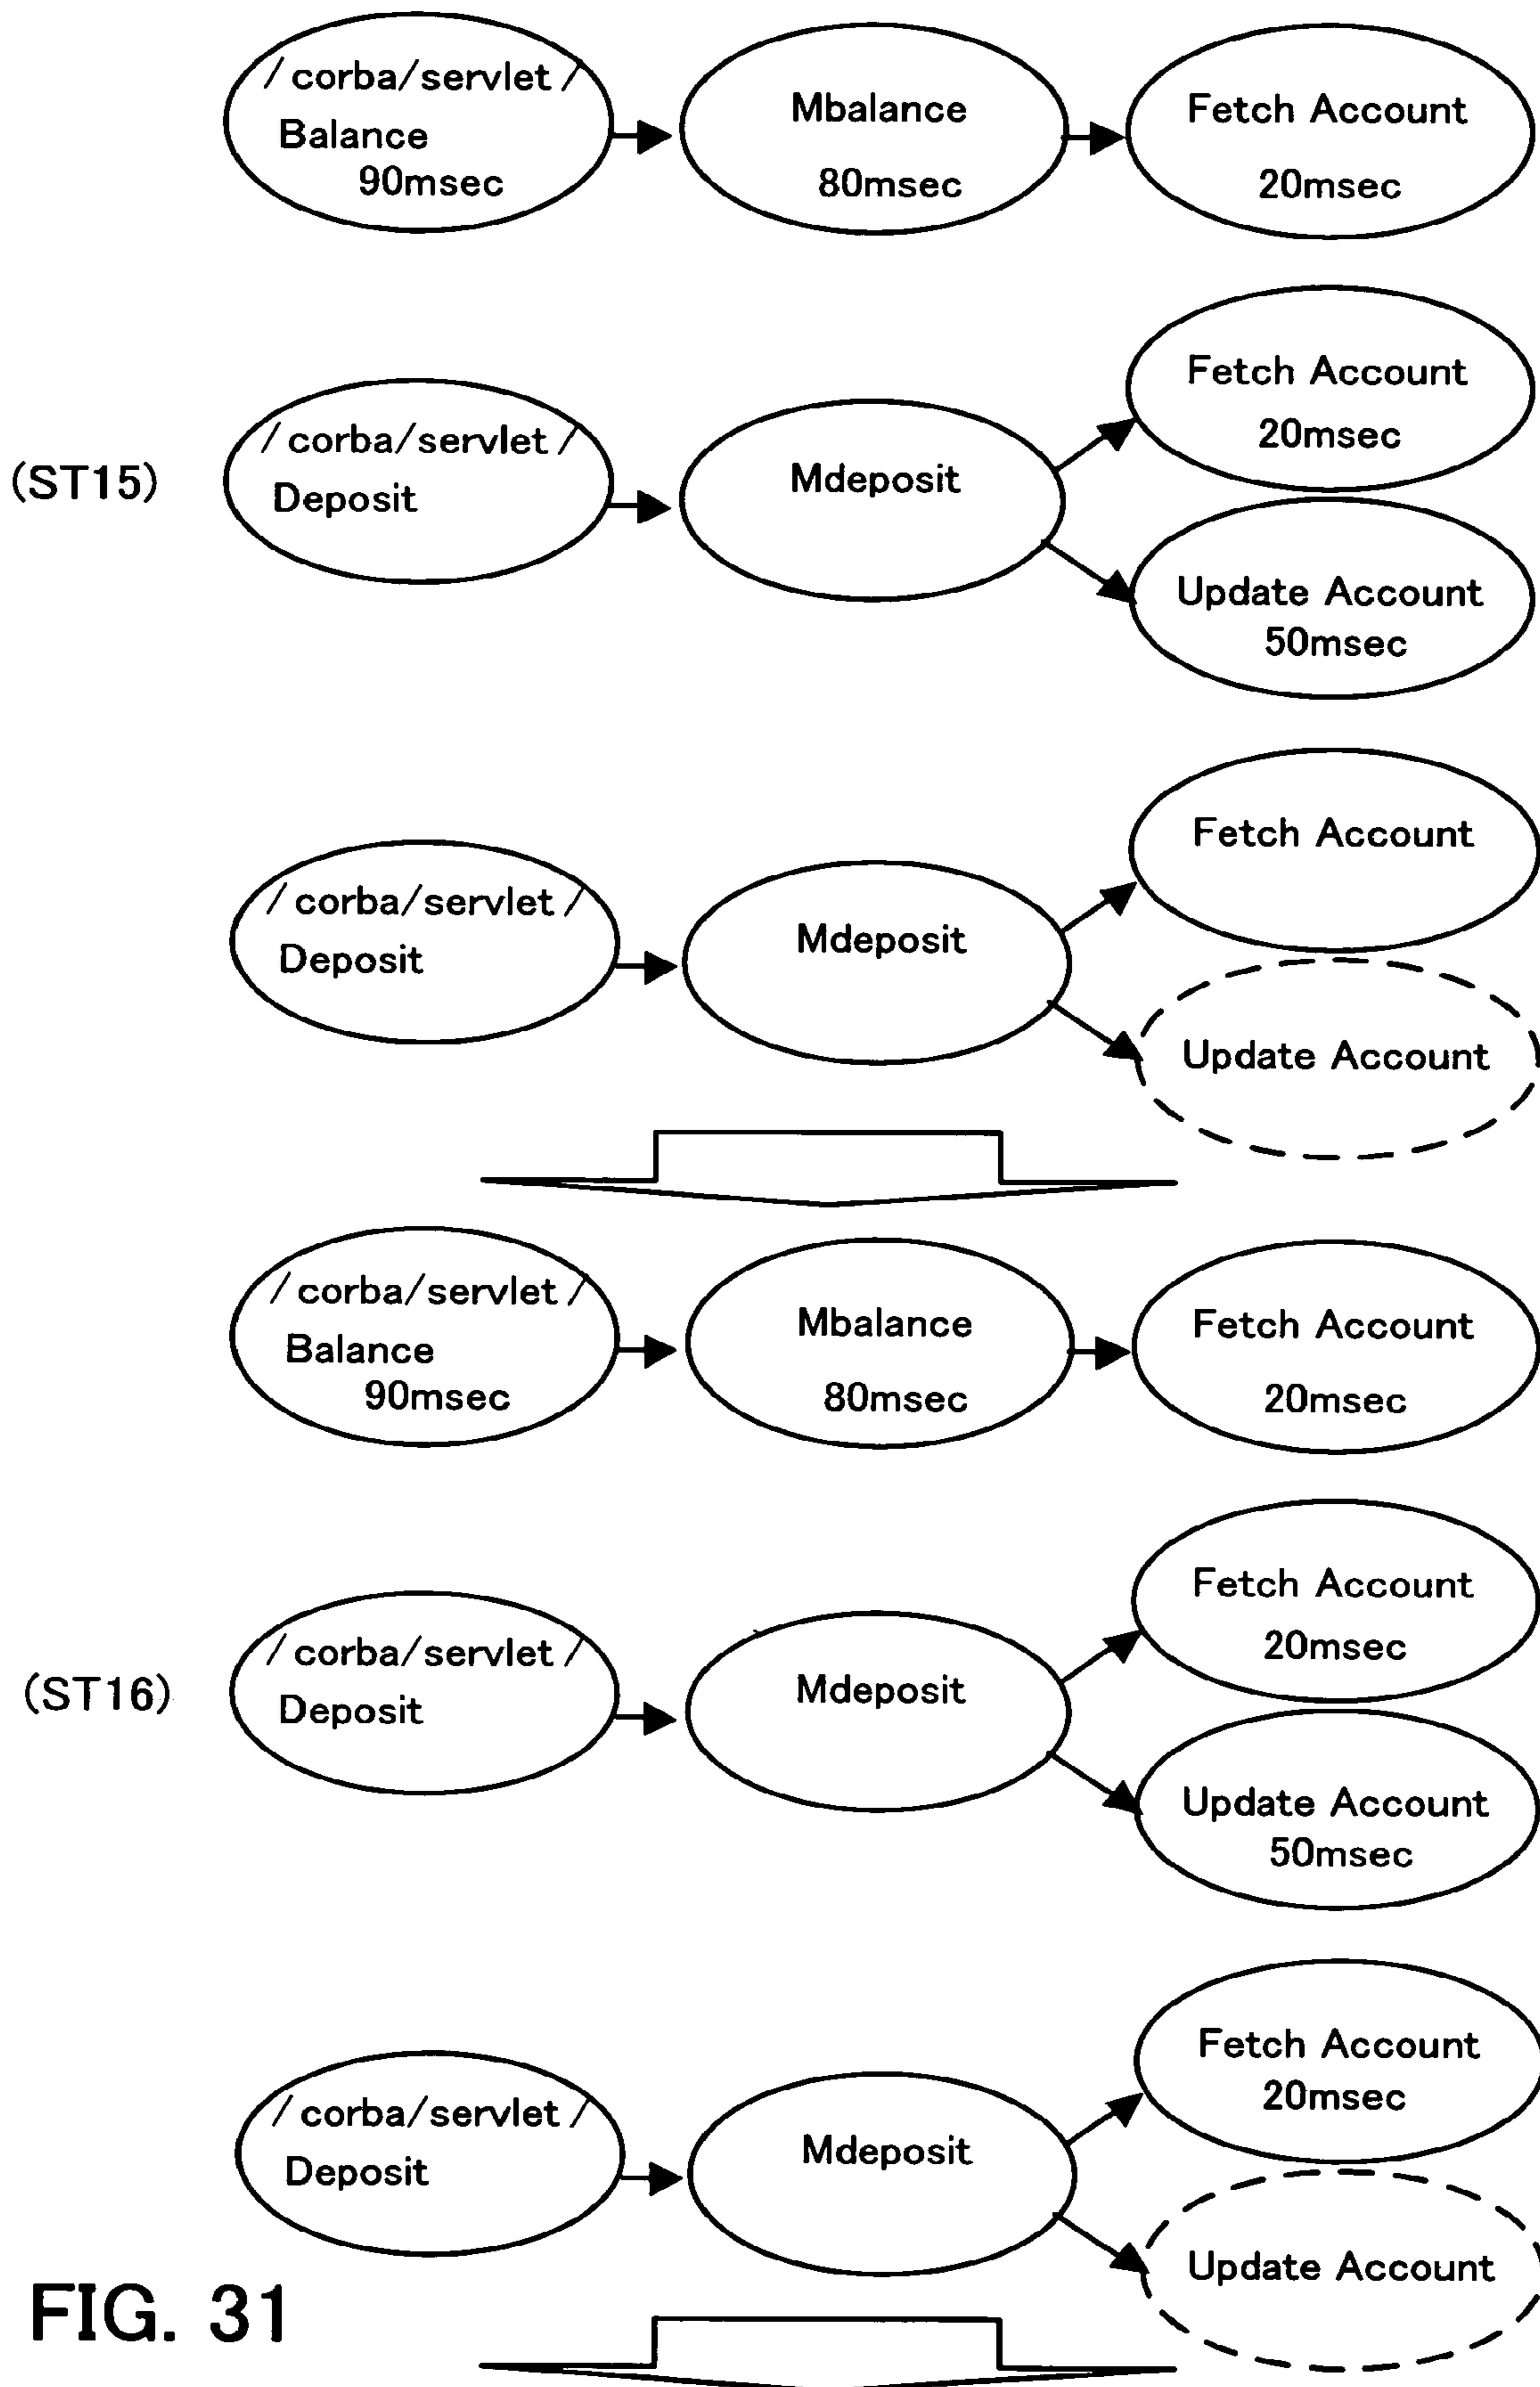 / corba/servlet /
Balance
90msec
Mbalance
80msec
Fetch Account
20msec
(ST15)
/ corba/servlet /
Deposit
Mdeposit
Fetch Account
20msec
Update Account
50msec
/ corba/servlet /
Deposit
Mdeposit
Fetch Account
Update Account
/ corba/servlet /
Balance
90msec
Mbalance
80msec
Fetch Account
20msec
(ST16)
/ corba/servlet /
Deposit
Mdeposit
Fetch Account
20msec
Update Account
50msec
/ corba/servlet /
Deposit
Mdeposit
Fetch Account
20msec
Update Account
FIG. 31